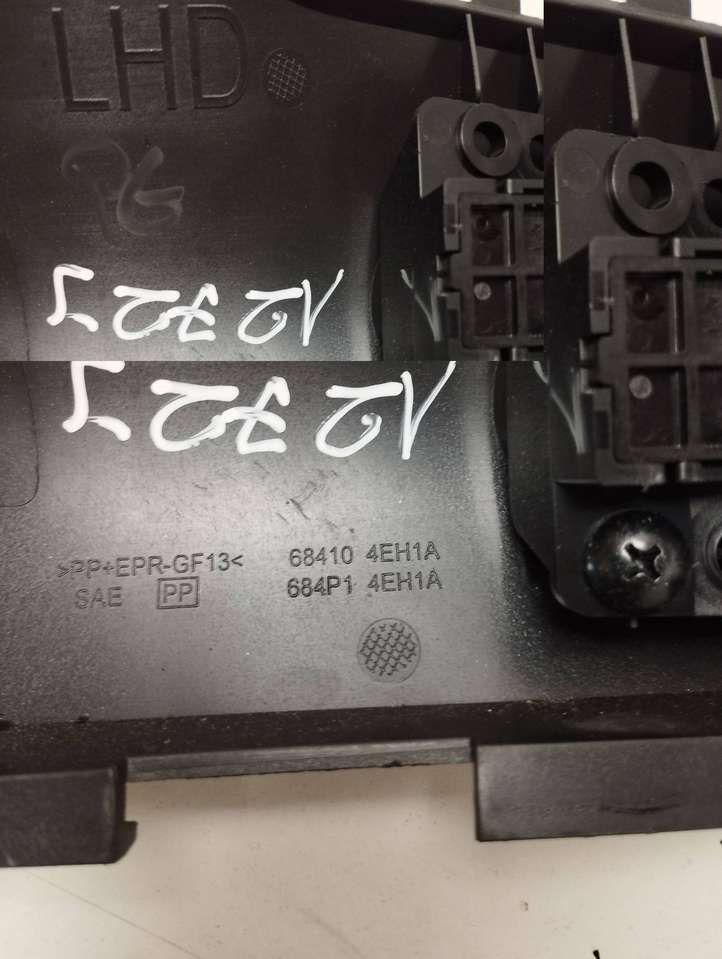 LHD
>PP+EPR-GF13< 68410 4EH1A
SAE PP 684P1 4EH1A